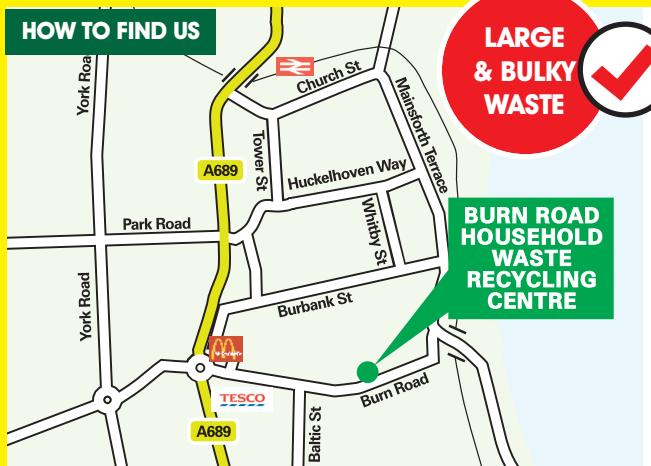 HOW TO FIND US
LARGE
& BULKY
WASTE
York Road
Church St
Mainsforth Terrace
Tower St
A689
Huckelhoven Way
Whitby St
Park Road
BURN ROAD
HOUSEHOLD
WASTE
RECYCLING
CENTRE
York Road
Burbank St
TESCO
Burn Road
Baltic St
A689